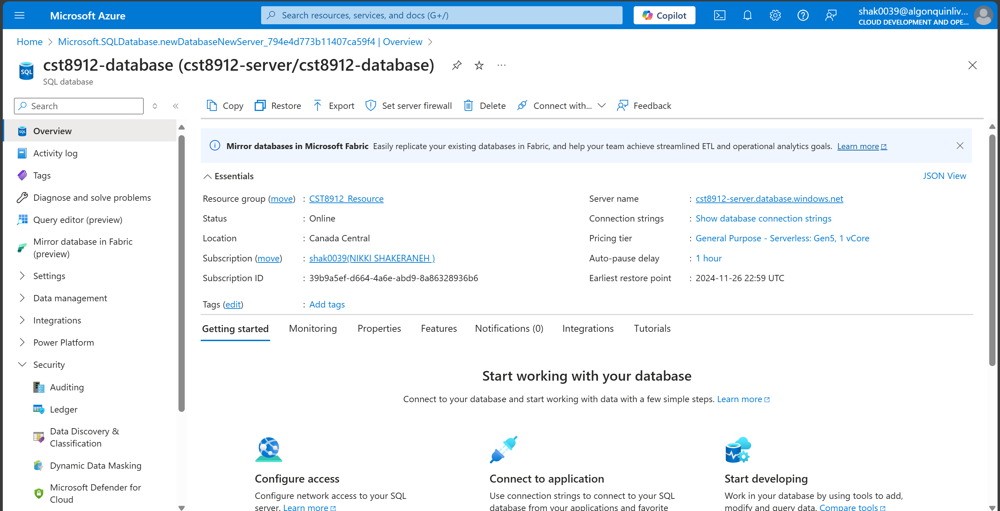 Microsoft Azure
Search resources, services, and docs (G+/)
Copilot
shak0039@algonquinliv...
CLOUD DEVELOPMENT AND OPE...
Home > Microsoft.SQLDatabase.newDatabaseNewServer_794e4d773b11407ca59f4 | Overview >
SQL
cst8912-database (cst8912-server/cst8912-database)
SQL database
Search
Copy
Restore
Export
Set server firewall
Delete
Connect with...
Feedback
SQL
Overview
Activity log
Tags
Diagnose and solve problems
Query editor (preview)
Mirror database in Fabric
(preview)
Settings
Data management
Integrations
Power Platform
Security
Auditing
Ledger
Data Discovery &
Classification
Dynamic Data Masking
Microsoft Defender for
Cloud
Mirror databases in Microsoft Fabric Easily replicate your existing databases in Fabric, and help your team achieve streamlined ETL and operational analytics goals. Learn more
Essentials
JSON View
Resource group (move) : CST8912_Resource
Status : Online
Location : Canada Central
Subscription (move) : shak0039(NIKKI SHAKERANEH )
Subscription ID : 39b9a5ef-d664-4a6e-abd9-8a86328936b6
Tags (edit) : Add tags
Server name : cst8912-server.database.windows.net
Connection strings : Show database connection strings
Pricing tier : General Purpose - Serverless: Gen5, 1 vCore
Auto-pause delay : 1 hour
Earliest restore point : 2024-11-26 22:59 UTC
Getting started
Monitoring
Properties
Features
Notifications (0)
Integrations
Tutorials
Start working with your database
Connect to your database and start working with data with a few simple steps. Learn more
Configure access
Configure network access to your SQL
server. Learn more
Connect to application
Use connection strings to connect to your SQL
database from your applications and favorite
Start developing
Work in your database by using tools to add,
modify and query data. Compare tools